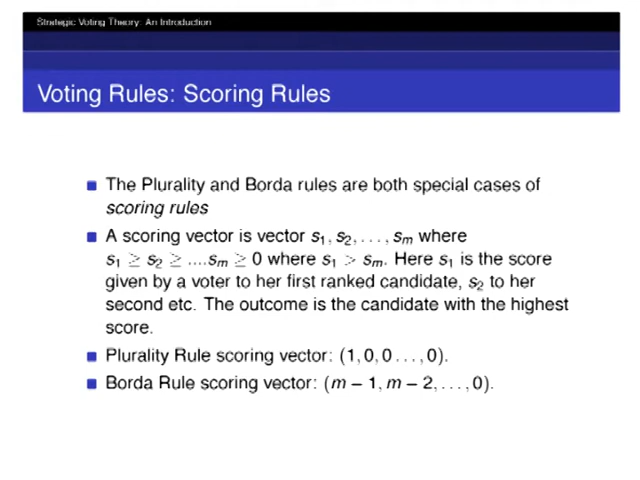 Strategic Voting Theory: An Introduction
Voting Rules: Scoring Rules
The Plurality and Borda rules are both special cases of
scoring rules
A scoring vector is vector s₁, s₂, . . . , sₘ where
s₁ ≥ s₂ ≥ ....sₘ ≥ 0 where s₁ > sₘ. Here s₁ is the score
given by a voter to her first ranked candidate, s₂ to her
second etc. The outcome is the candidate with the highest
score.
Plurality Rule scoring vector: (1, 0, 0 . . . , 0).
Borda Rule scoring vector: (m − 1, m − 2, . . . , 0).